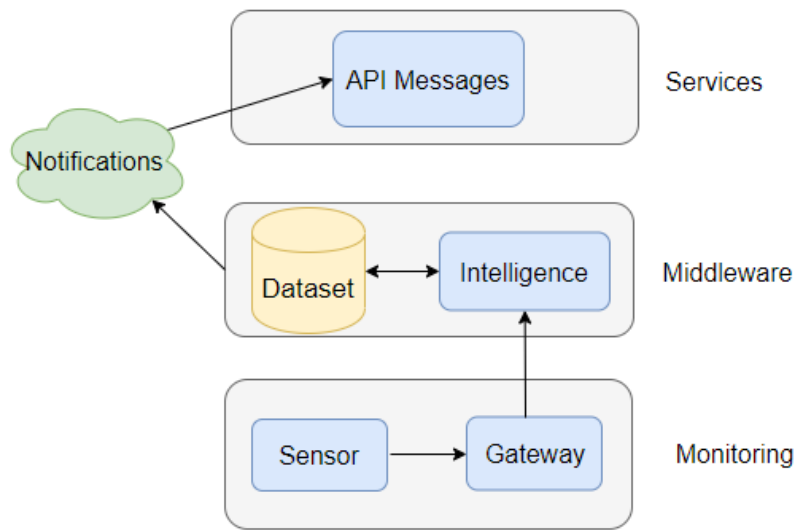 API Messages
Services
Notifications
Dataset
Intelligence
Middleware
Sensor
Gateway
Monitoring